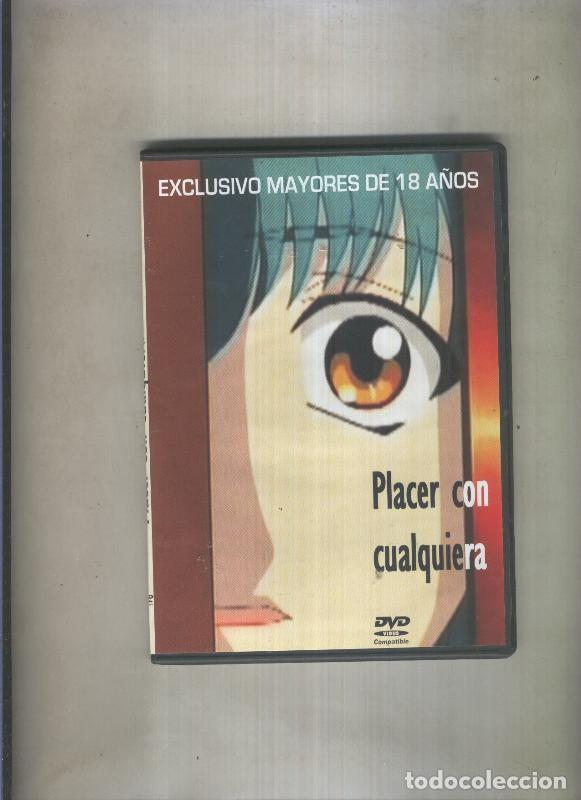 EXCLUSIVO MAYORES DE 18 AÑOS
Placer con
cualquiera
DVD
VIDEO
Compatible
todocoleccion